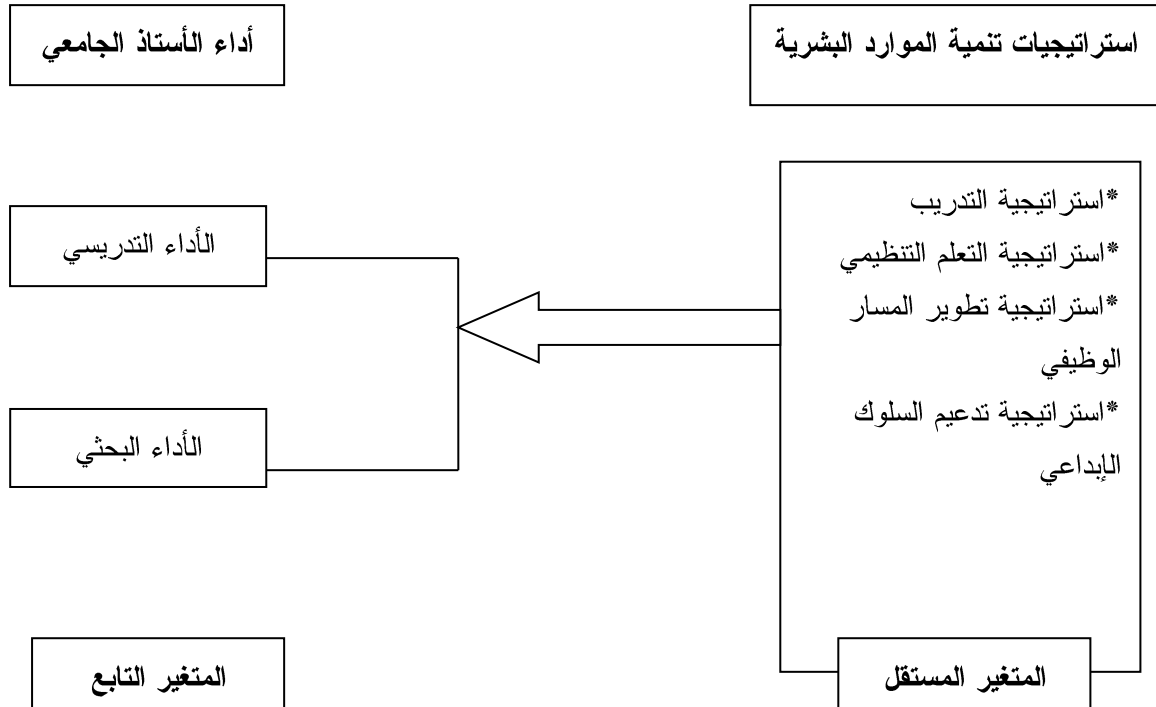 استراتيجيات تنمية الموارد البشرية
أداء الأستاذ الجامعي
*استراتيجية التدريب
*استراتيجية التعلم التنظيمي
*استراتيجية تطوير المسار
الوظيفي
*استراتيجية تدعيم السلوك
الإبداعي
الأداء التدريسي
الأداء البحثي
المتغير المستقل
المتغير التابع